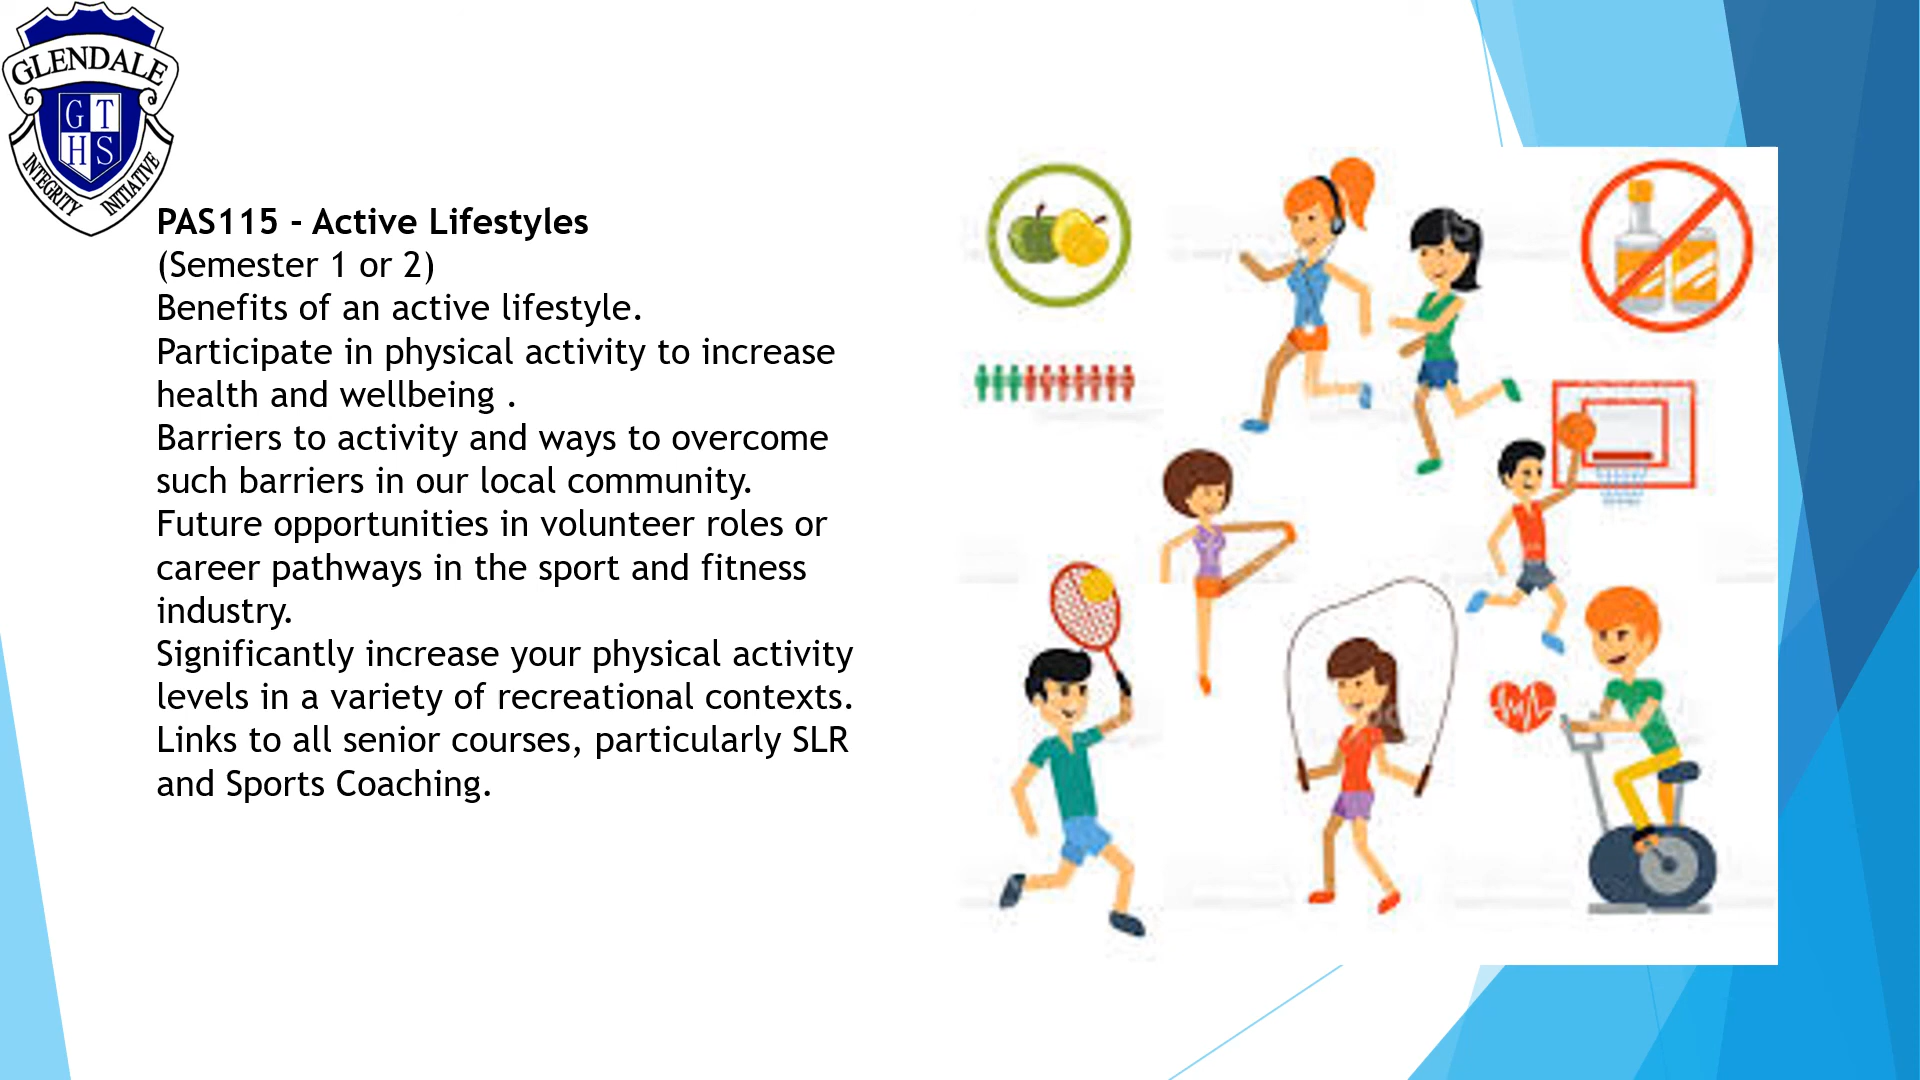 GLENDALE
G T
H S
INTEGRITY INITIATIVE
PAS115 - Active Lifestyles
(Semester 1 or 2)
Benefits of an active lifestyle.
Participate in physical activity to increase
health and wellbeing .
Barriers to activity and ways to overcome
such barriers in our local community.
Future opportunities in volunteer roles or
career pathways in the sport and fitness
industry.
Significantly increase your physical activity
levels in a variety of recreational contexts.
Links to all senior courses, particularly SLR
and Sports Coaching.